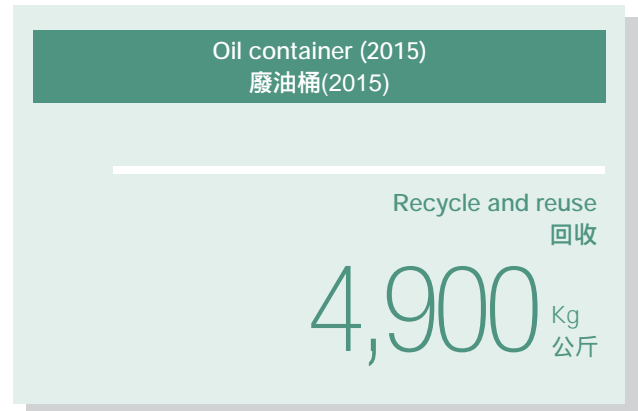 Oil container (2015)
廢油桶(2015)
Recycle and reuse
回收
4,900 Kg
公斤